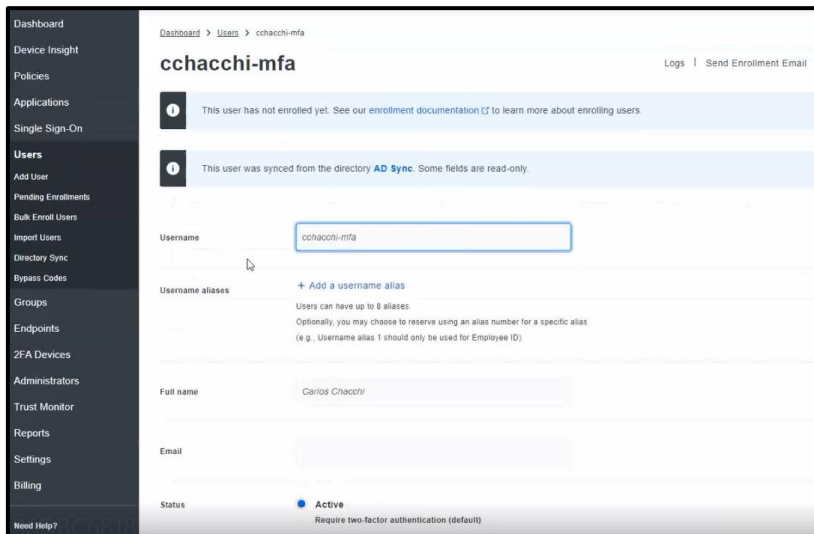 Dashboard
Device Insight
Policies
Applications
Single Sign-On
Users
Add User
Pending Enrollments
Bulk Enroll Users
Import Users
Directory Sync
Bypass Codes
Groups
Endpoints
2FA Devices
Administrators
Trust Monitor
Reports
Settings
Billing
Need Help?
Dashboard > Users > cchacchi-mfa
cchacchi-mfa
Logs | Send Enrollment Email
This user has not enrolled yet. See our enrollment documentation to learn more about enrolling users.
This user was synced from the directory AD Sync. Some fields are read-only.
Username
cchacchi-mfa
Username aliases
+ Add a username alias
Users can have up to 8 aliases.
Optionally, you may choose to reserve using an alias number for a specific alias
(e.g., Username alias 1 should only be used for Employee ID).
Full name
Carlos Chacchi
Email
Status
Active
Require two-factor authentication (default)